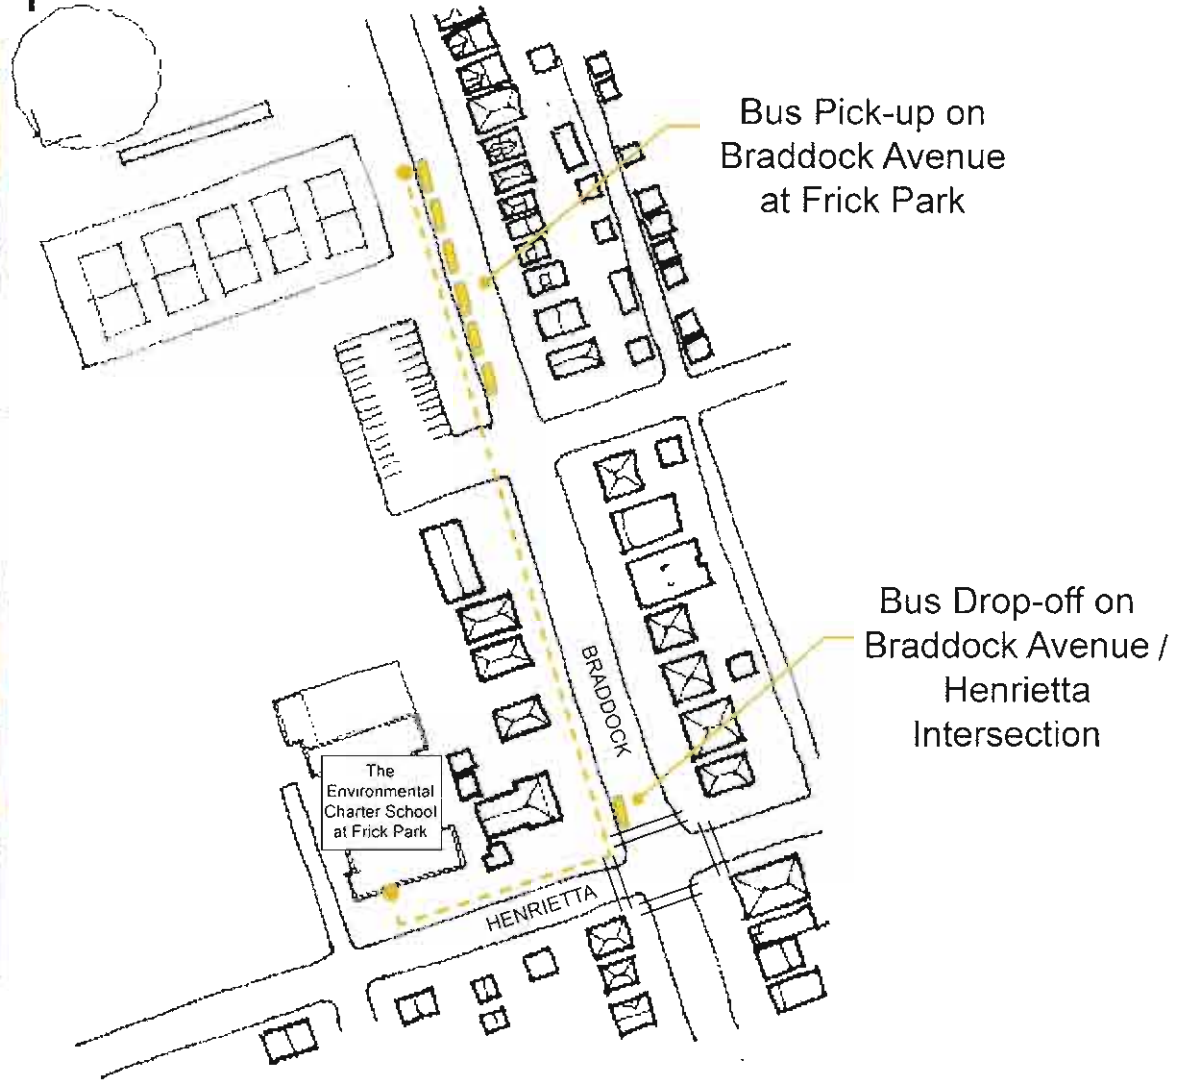 Bus Pick-up on
Braddock Avenue
at Frick Park
Bus Drop-off on
Braddock Avenue /
Henrietta
Intersection
BRADDOCK
The
Environmental
Charter School
at Frick Park
HENRIETTA